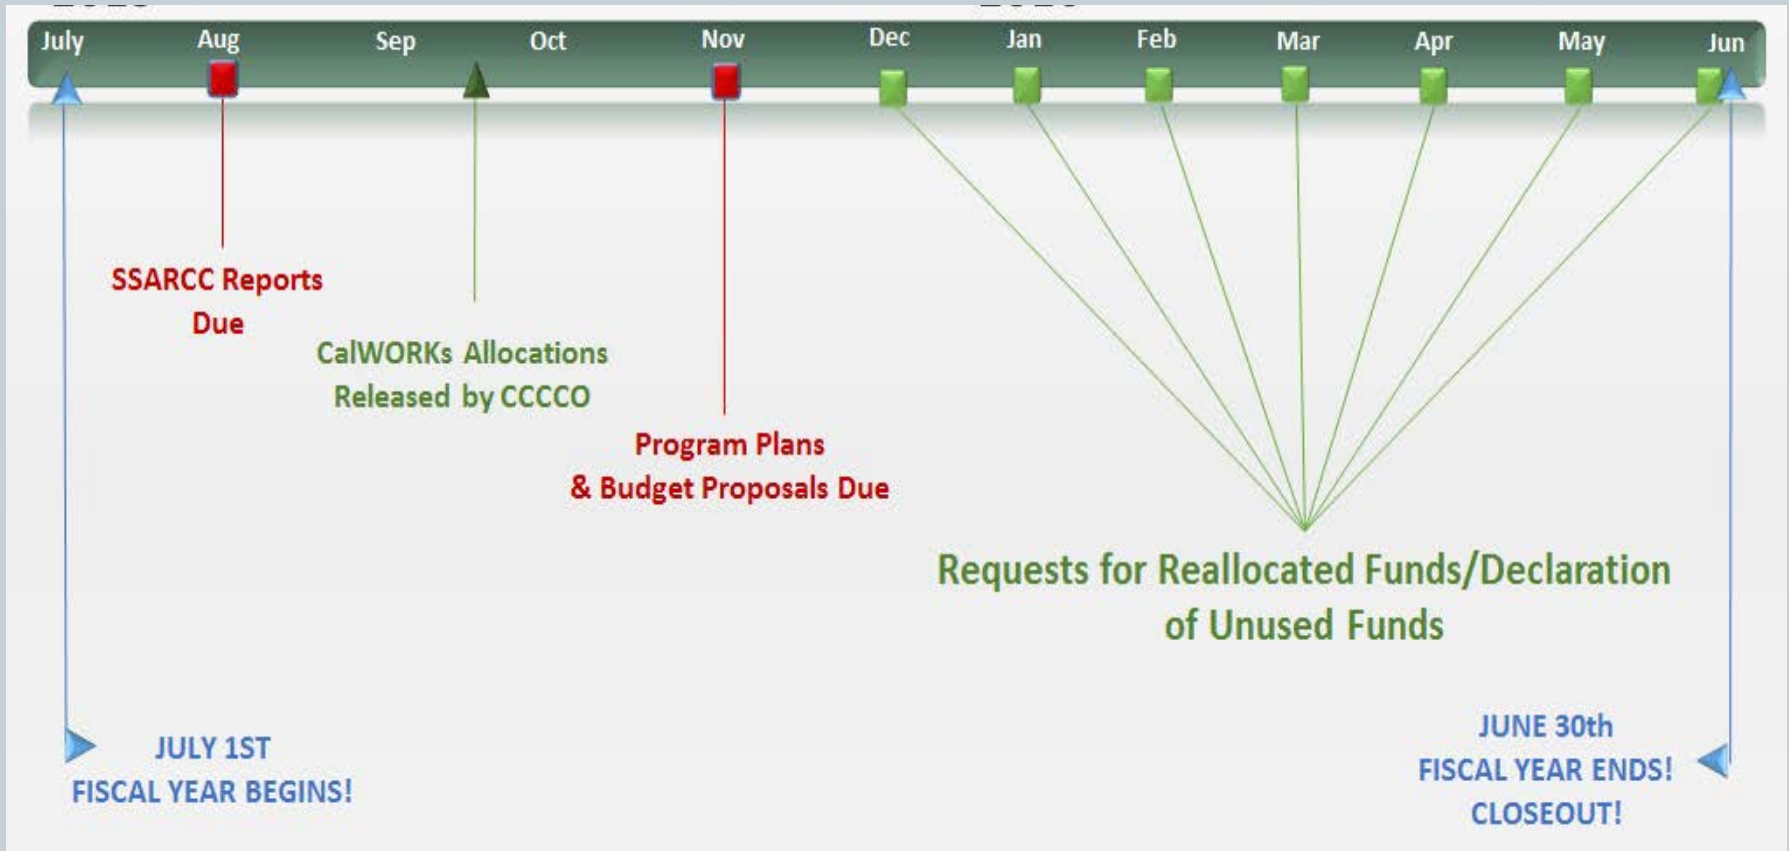 July Aug Sep Oct Nov Dec Jan Feb Mar Apr May Jun
SSARCC Reports
Due
CalWORKs Allocations
Released by CCCCO
Program Plans
& Budget Proposals Due
Requests for Reallocated Funds/Declaration
of Unused Funds
JULY 1ST
FISCAL YEAR BEGINS!
JUNE 30th
FISCAL YEAR ENDS!
CLOSEOUT!